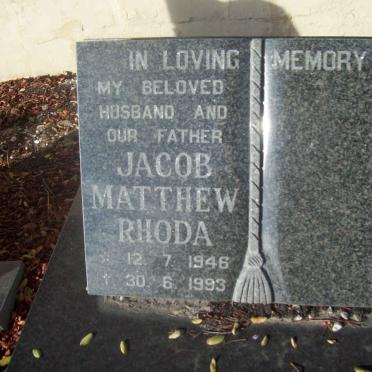 IN LOVING MEMORY
MY BELOVED
HUSBAND AND
OUR FATHER
JACOB
MATTHEW
RHODA
* 12. 7. 1946
† 30. 6. 1993